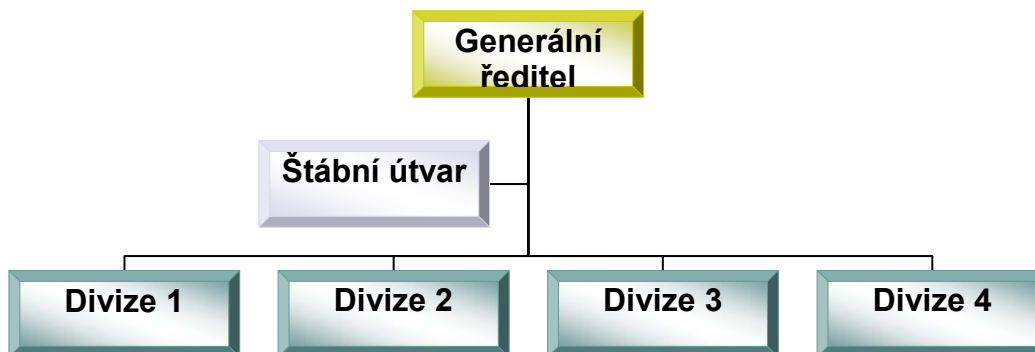 Generální
ředitel
Štábní útvar
Divize 1
Divize 2
Divize 3
Divize 4